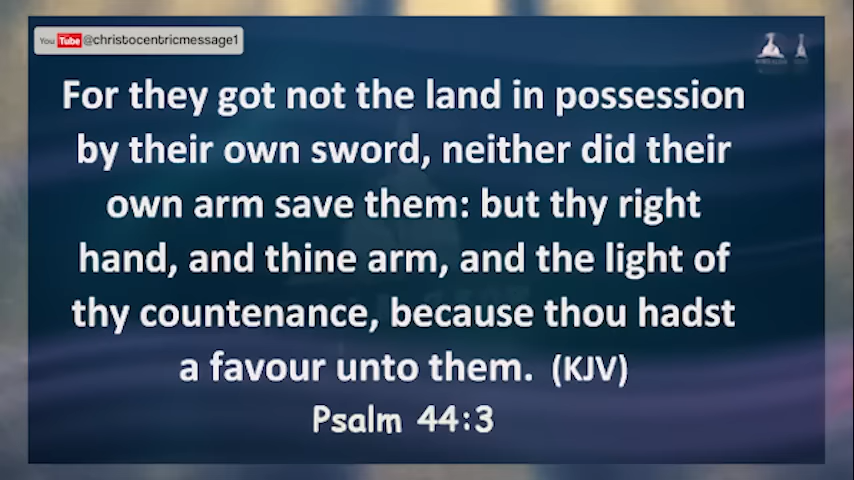 You Tube @christocentricmessage1
For they got not the land in possession
by their own sword, neither did their
own arm save them: but thy right
hand, and thine arm, and the light of
thy countenance, because thou hadst
a favour unto them. (KJV)
Psalm 44:3